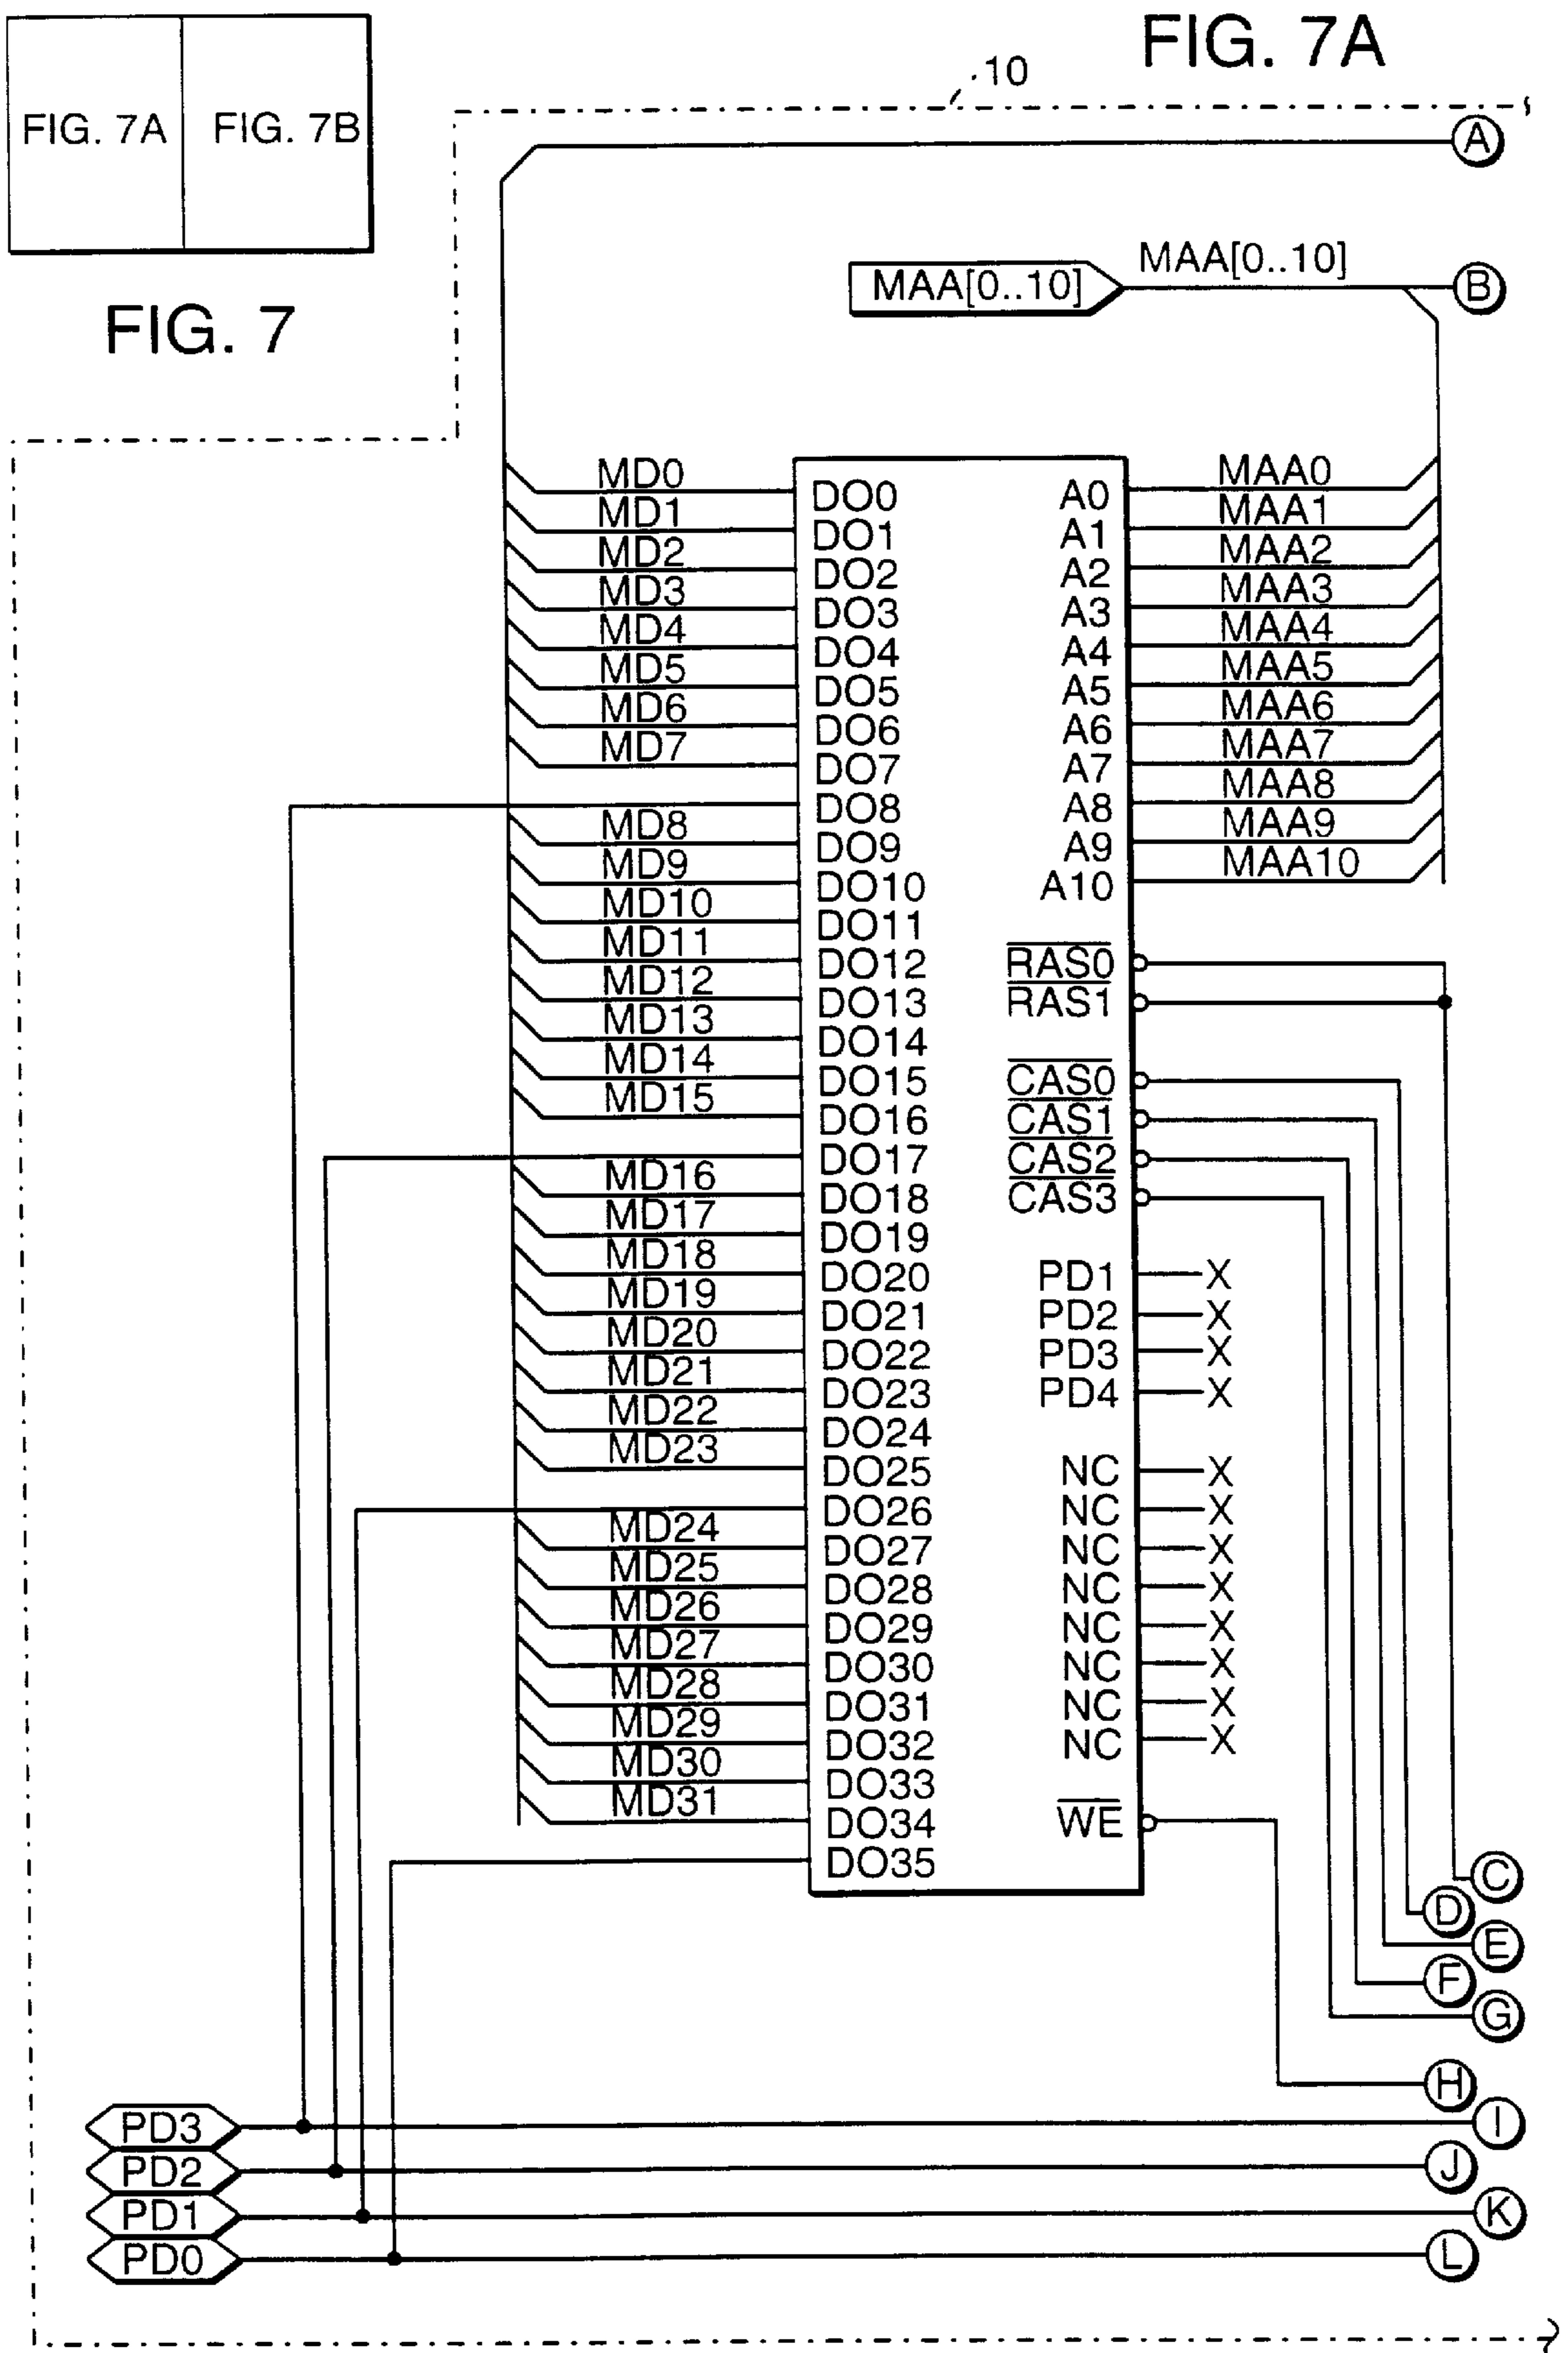 FIG. 7A
10
FIG. 7A FIG. 7B
FIG. 7
A
MAA[0..10] MAA[0..10] B
MD0 DO0 A0 MAA0
MD1 DO1 A1 MAA1
MD2 DO2 A2 MAA2
MD3 DO3 A3 MAA3
MD4 DO4 A4 MAA4
MD5 DO5 A5 MAA5
MD6 DO6 A6 MAA6
MD7 DO7 A7 MAA7
DO8 A8 MAA8
MD8 DO9 A9 MAA9
MD9 DO10 A10 MAA10
MD10 DO11
MD11 DO12 RAS0
MD12 DO13 RAS1
MD13 DO14
MD14 DO15 CAS0
MD15 DO16 CAS1
DO17 CAS2
MD16 DO18 CAS3
MD17 DO19
MD18 DO20 PD1 X
MD19 DO21 PD2 X
MD20 DO22 PD3 X
MD21 DO23 PD4 X
MD22 DO24
MD23 DO25 NC X
DO26 NC X
MD24 DO27 NC X
MD25 DO28 NC X
MD26 DO29 NC X
MD27 DO30 NC X
MD28 DO31 NC X
MD29 DO32 NC X
MD30 DO33
MD31 DO34 WE
DO35
C
D
E
F
G
H
PD3 I
PD2 J
PD1 K
PD0 L